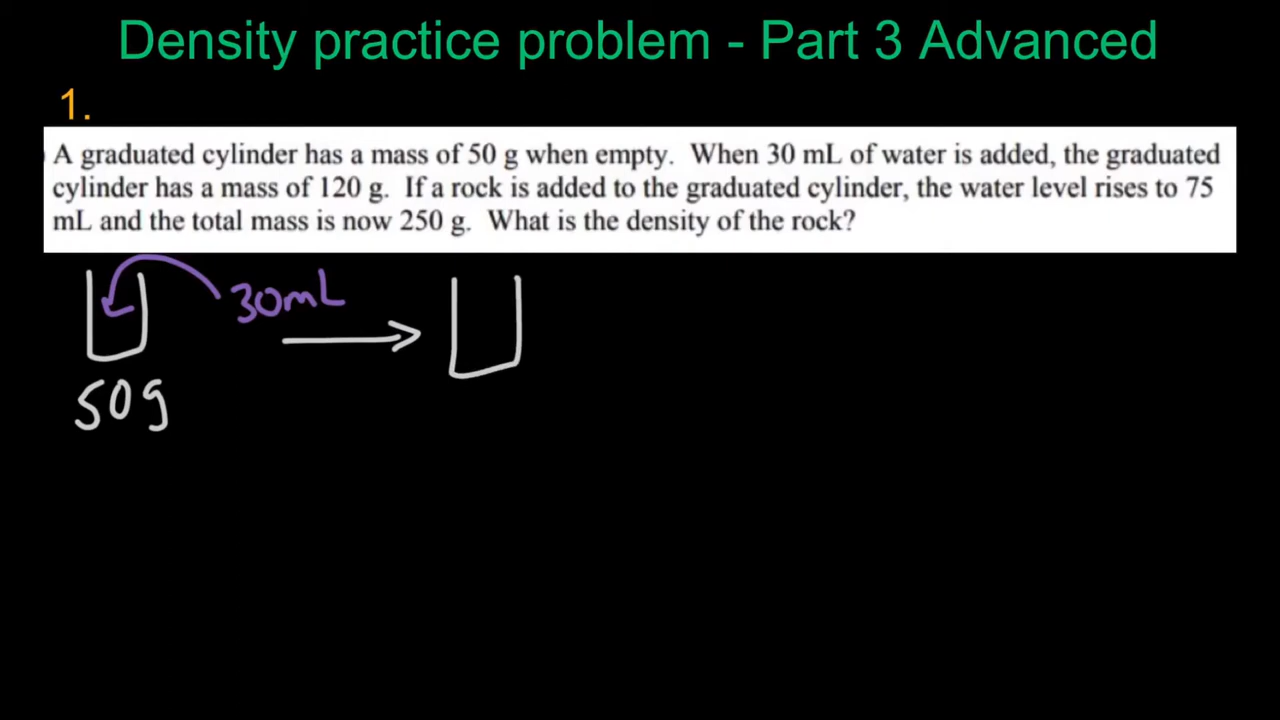 Density practice problem - Part 3 Advanced
1.
A graduated cylinder has a mass of 50 g when empty. When 30 mL of water is added, the graduated
cylinder has a mass of 120 g. If a rock is added to the graduated cylinder, the water level rises to 75
mL and the total mass is now 250 g. What is the density of the rock?
30mL
50g